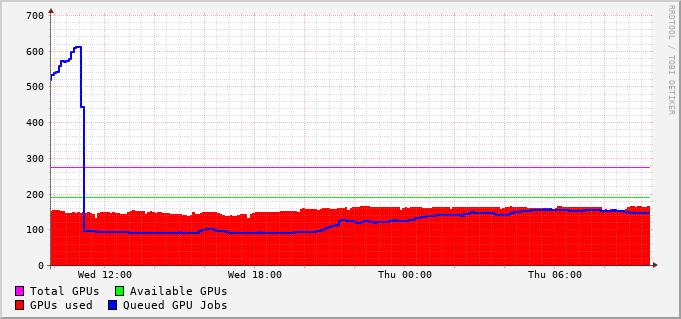 700
600
500
400
300
200
100
0
Wed 12:00 Wed 18:00 Thu 00:00 Thu 06:00
Total GPUs Available GPUs
GPUs used Queued GPU Jobs
RRDTOOL / TOBI OETIKER